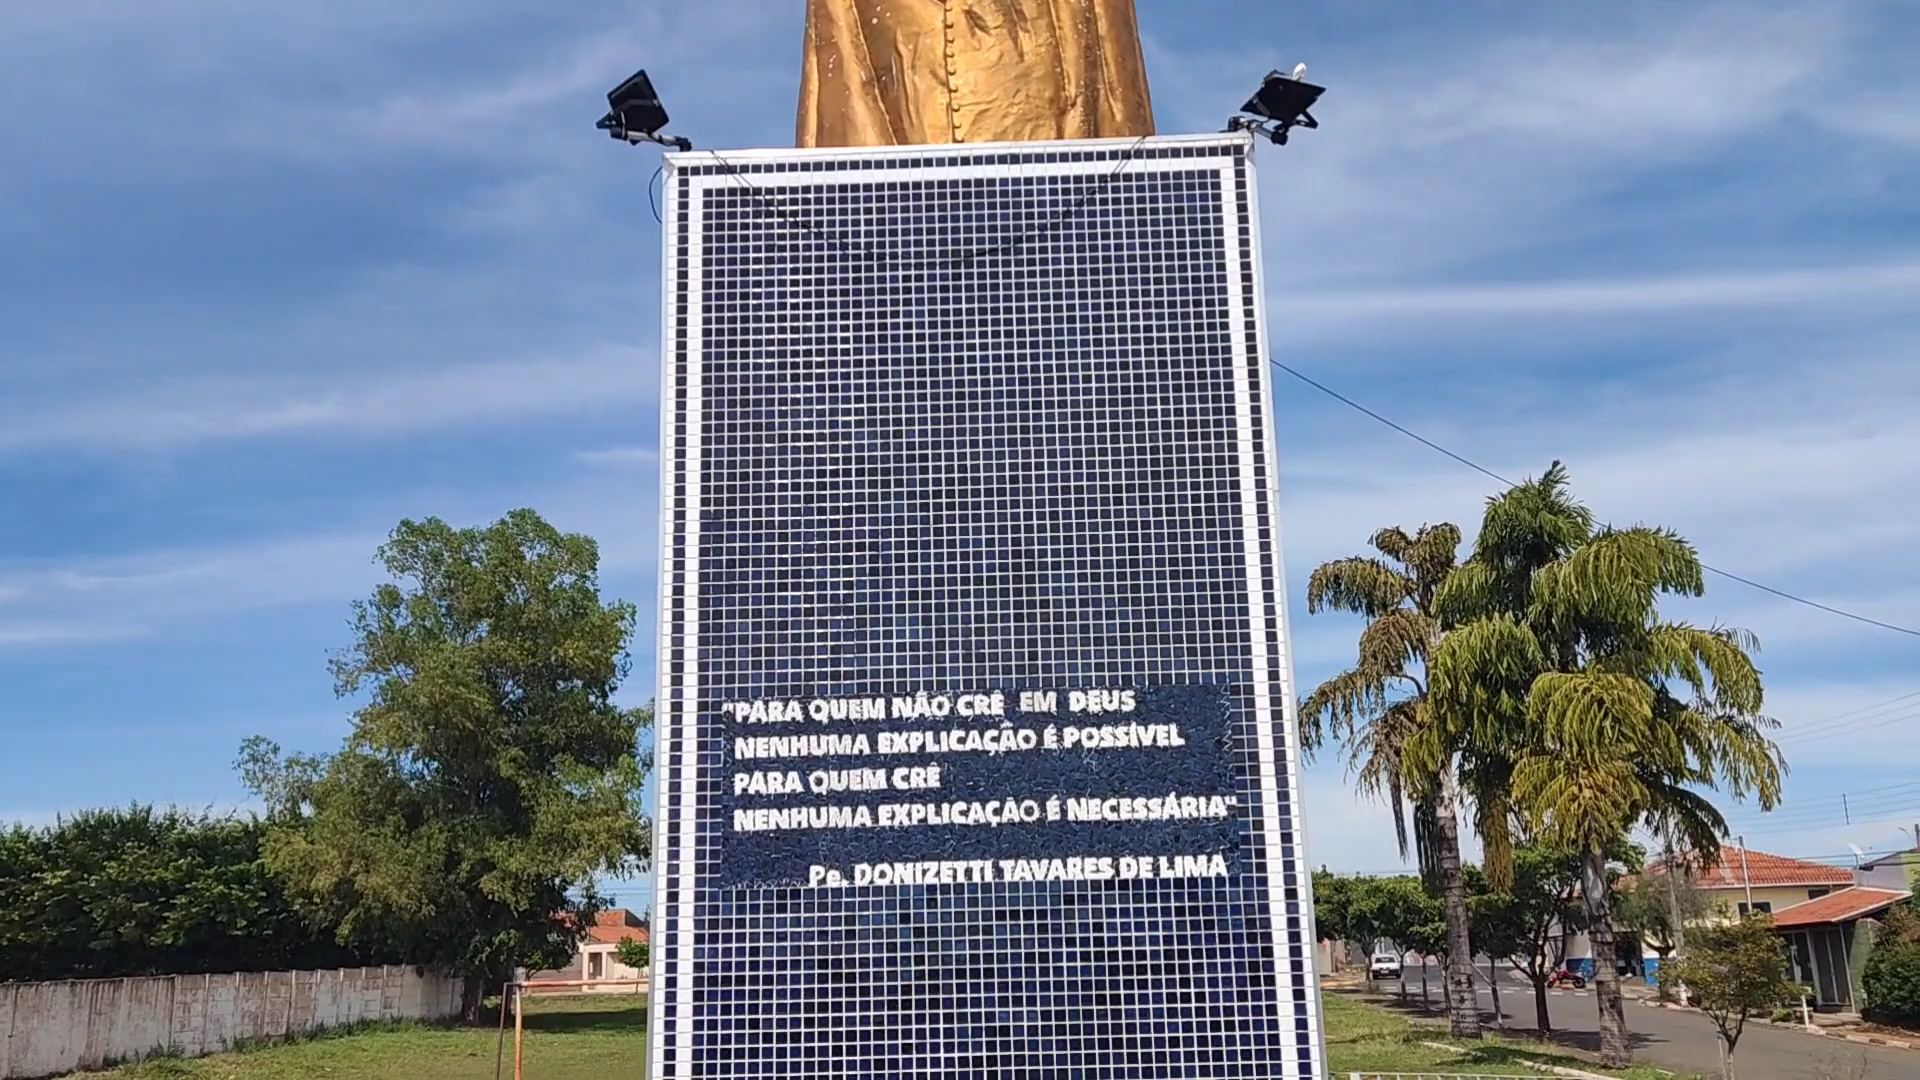 "PARA QUEM NÃO CRÊ EM DEUS
NENHUMA EXPLICAÇÃO É POSSÍVEL
PARA QUEM CRÊ
NENHUMA EXPLICAÇÃO É NECESSÁRIA"
Pe. DONIZETTI TAVARES DE LIMA